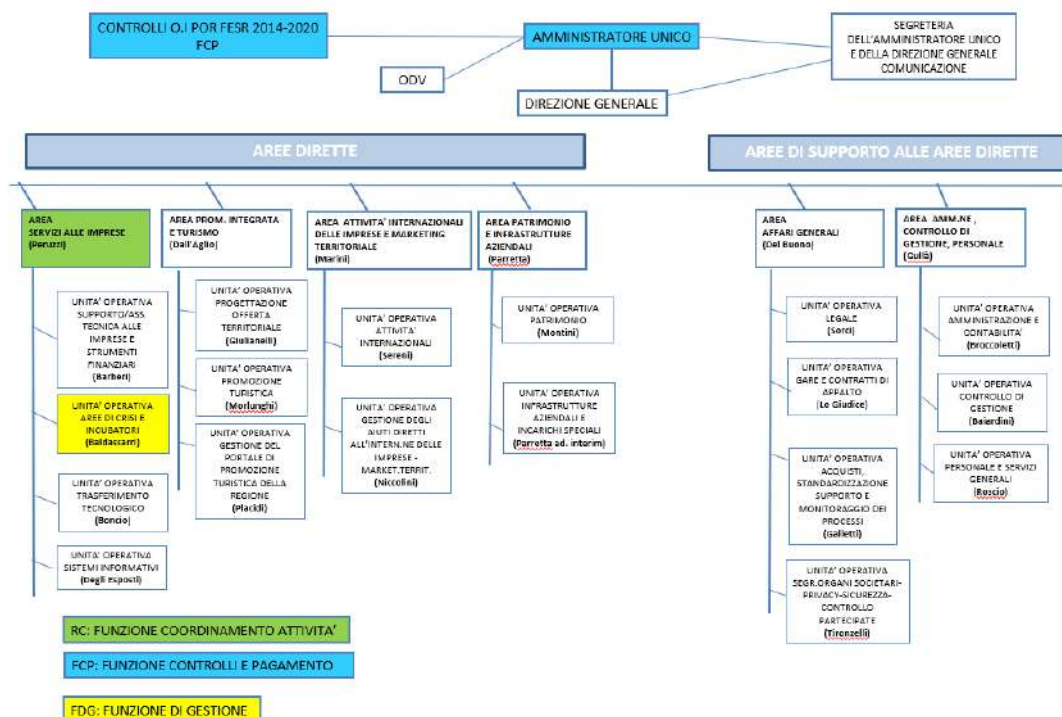 CONTROLLI O.I POR FESR 2014-2020
FCP
AMMINISTRATORE UNICO
SEGRETERIA
DELL'AMMINISTRATORE UNICO
E DELLA DIREZIONE GENERALE
COMUNICAZIONE
ODV
DIREZIONE GENERALE
AREE DIRETTE
AREE DI SUPPORTO ALLE AREE DIRETTE
AREA
SERVIZI ALLE IMPRESE
(Peruzzi)
AREA PROM. INTEGRATA
E TURISMO
(Dall'Aglio)
AREA ATTIVITA' INTERNAZIONALI
DELLE IMPRESE E MARKETING
TERRITORIALE
(Marini)
AREA PATRIMONIO
E INFRASTRUTTURE
AZIENDALI
(Parretta)
AREA
AFFARI GENERALI
(Del Buono)
AREA AMM.NE ,
CONTROLLO DI
GESTIONE, PERSONALE
(Gullà)
UNITA' OPERATIVA
SUPPORTO/ASS.
TECNICA ALLE
IMPRESE E
STRUMENTI
FINANZIARI
(Barberi)
UNITA' OPERATIVA
AREE DI CRISI E
INCUBATORI
(Baldassarri)
UNITA' OPERATIVA
TRASFERIMENTO
TECNOLOGICO
(Boncio)
UNITA' OPERATIVA
SISTEMI INFORMATIVI
(Degli Esposti)
UNITA' OPERATIVA
PROGETTAZIONE
OFFERTA
TERRITORIALE
(Giulianelli)
UNITA' OPERATIVA
PROMOZIONE
TURISTICA
(Morlunghi)
UNITA' OPERATIVA
GESTIONE DEL
PORTALE DI
PROMOZIONE
TURISTICA DELLA
REGIONE
(Placidi)
UNITA' OPERATIVA
ATTIVITA'
INTERNAZIONALI
(Sereni)
UNITA' OPERATIVA
GESTIONE DEGLI
AIUTI DIRETTI
ALL'INTERN.NE DELLE
IMPRESE -
MARKET.TERRIT.
(Niccolini)
UNITA' OPERATIVA
PATRIMONIO
(Montini)
UNITA' OPERATIVA
INFRASTRUTTURE
AZIENDALI E
INCARICHI SPECIALI
(Parretta ad. interim)
UNITA' OPERATIVA
LEGALE
(Sorci)
UNITA' OPERATIVA
GARE E CONTRATTI DI
APPALTO
(Lo Giudice)
UNITA' OPERATIVA
ACQUISTI,
STANDARDIZZAZIONE
SUPPORTO E
MONITORAGGIO DEI
PROCESSI
(Galletti)
UNITA' OPERATIVA
SEGR.ORGANI SOCIETARI-
PRIVACY-SICUREZZA-
CONTROLLO
PARTECIPATE
(Tironzelli)
UNITA' OPERATIVA
AMMINISTRAZIONE E
CONTABILITA'
(Broccoletti)
UNITA' OPERATIVA
CONTROLLO DI
GESTIONE
(Baiardini)
UNITA' OPERATIVA
PERSONALE E SERVIZI
GENERALI
(Roscio)
RC: FUNZIONE COORDINAMENTO ATTIVITA'
FCP: FUNZIONE CONTROLLI E PAGAMENTO
FDG: FUNZIONE DI GESTIONE